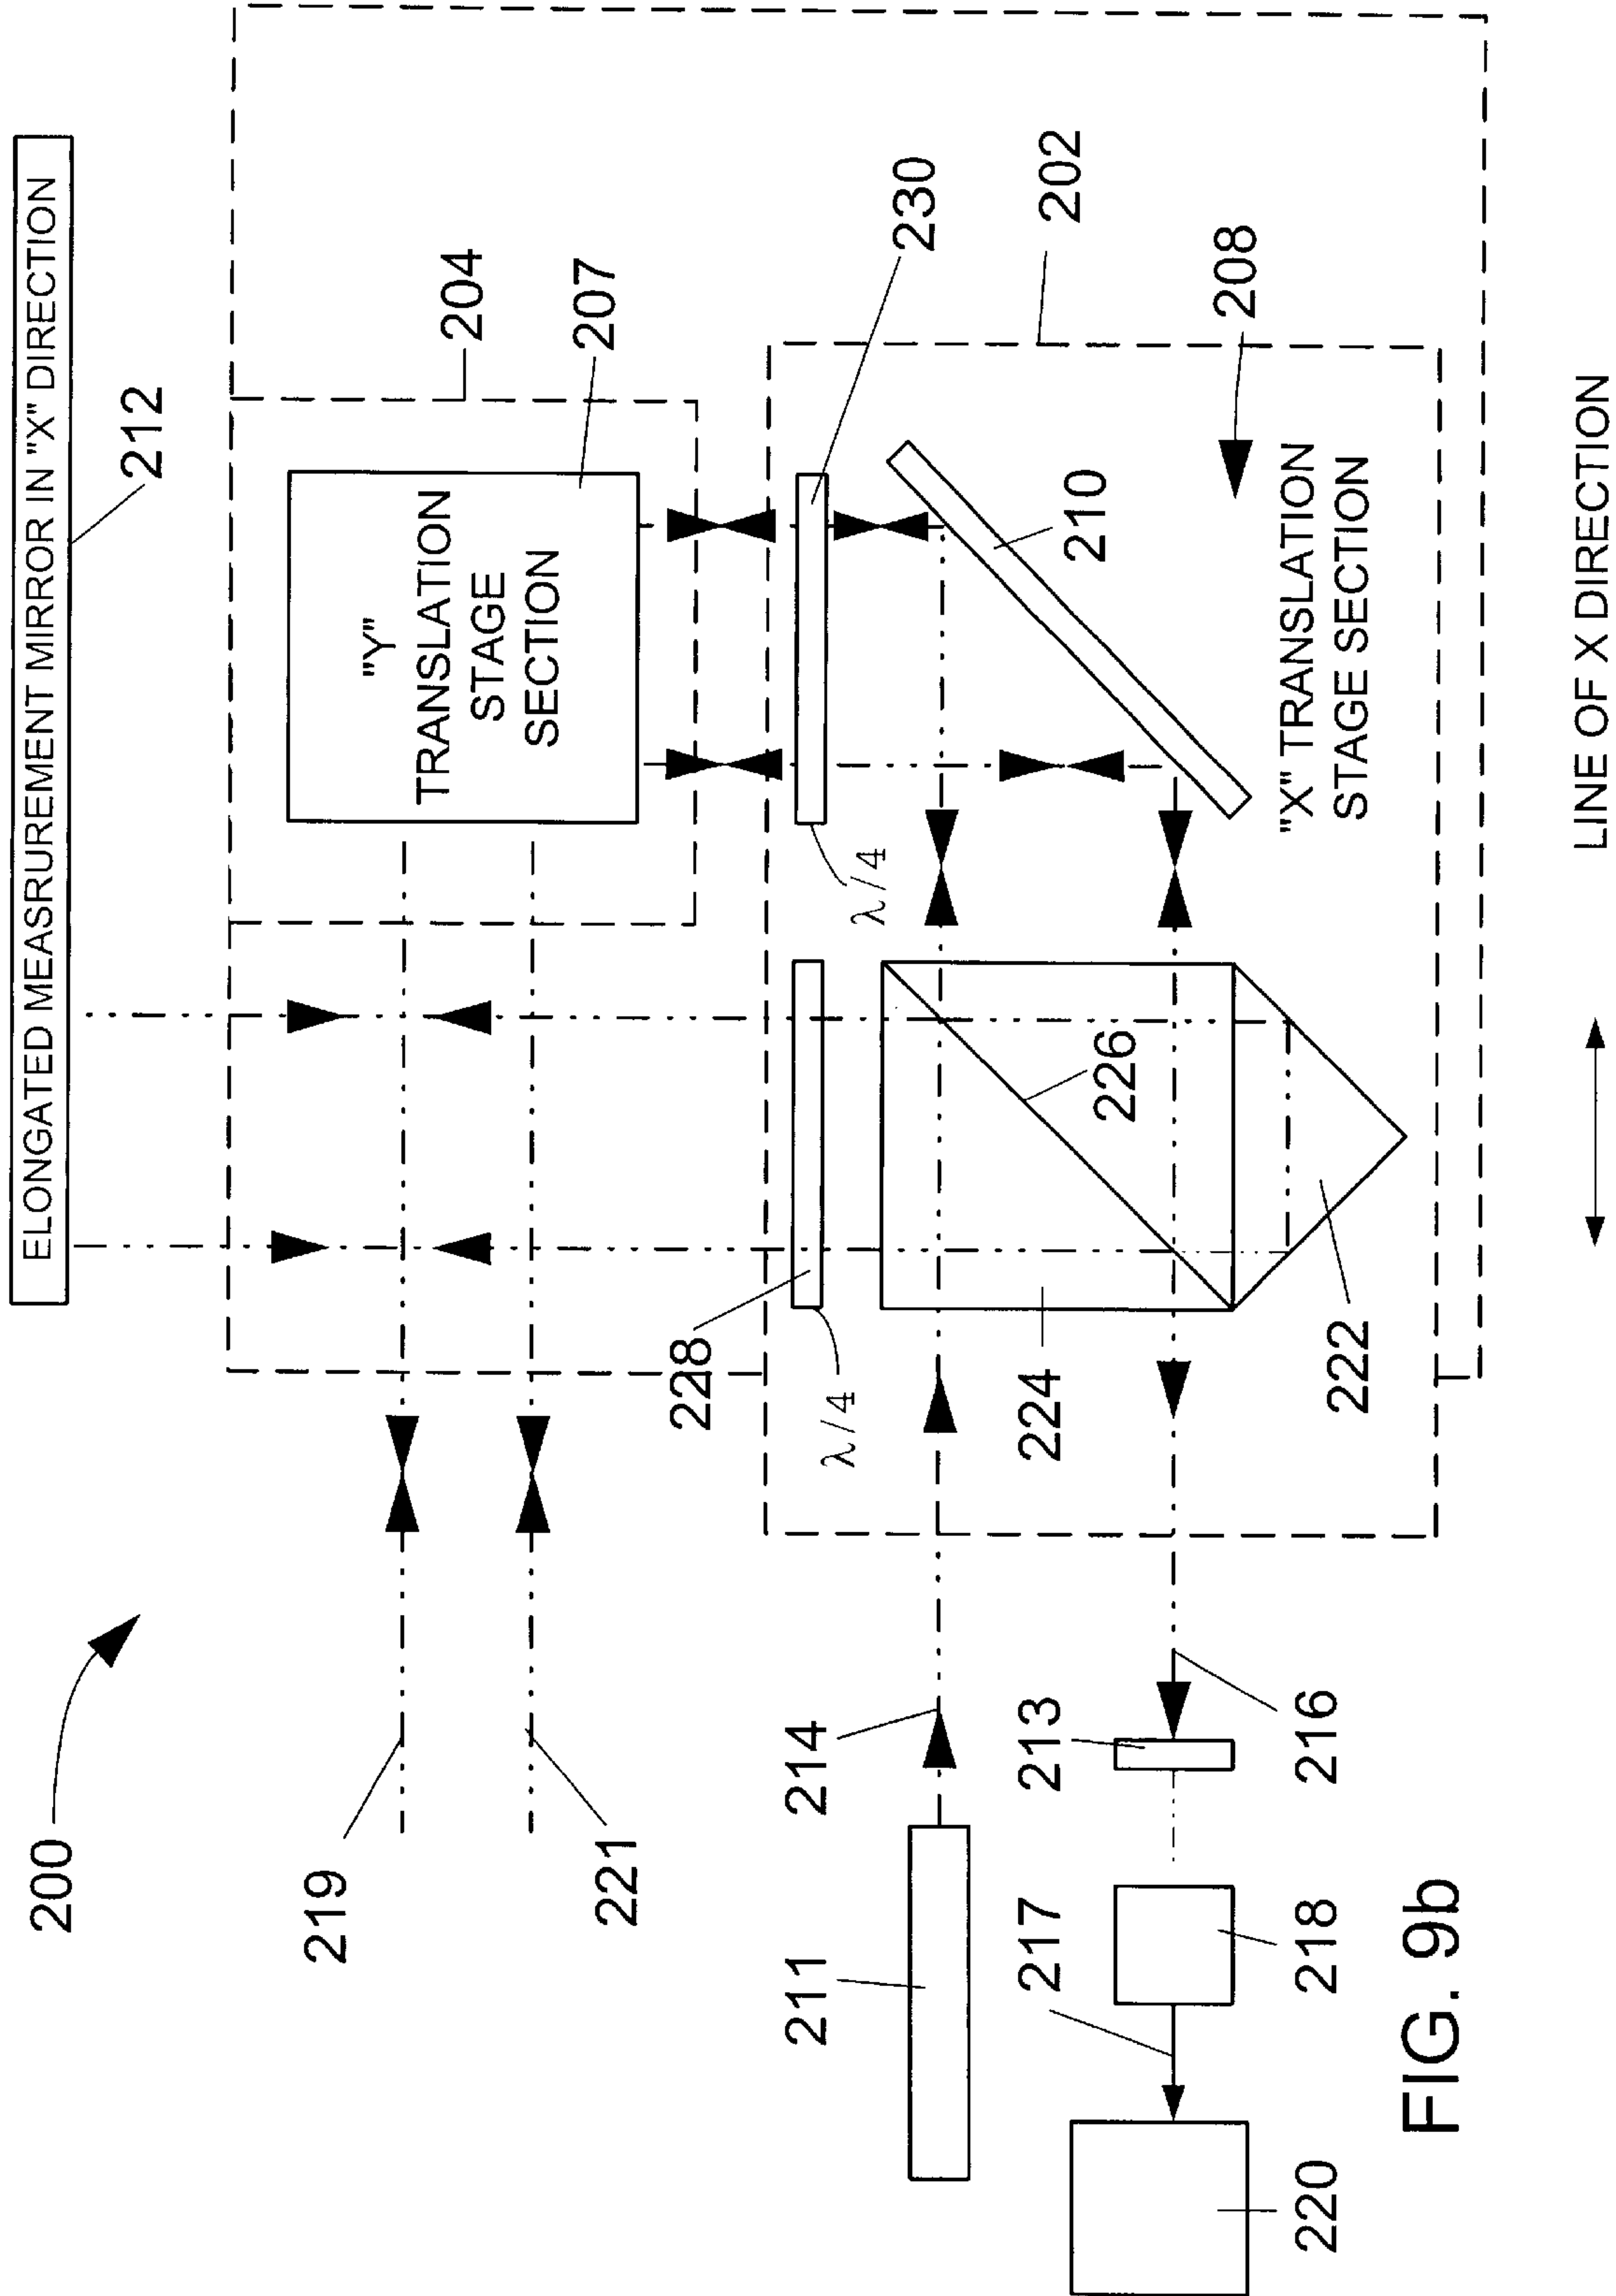 ELONGATED MEASRUREMENT MIRROR IN "X" DIRECTION
212
200
204
207
"Y"
TRANSLATION
STAGE
SECTION
219
221
230
202
208
λ/4
228
λ/4
210
"X" TRANSLATION
STAGE SECTION
226
224
222
214
211
213
216
217
218
220
LINE OF X DIRECTION
FIG. 9b